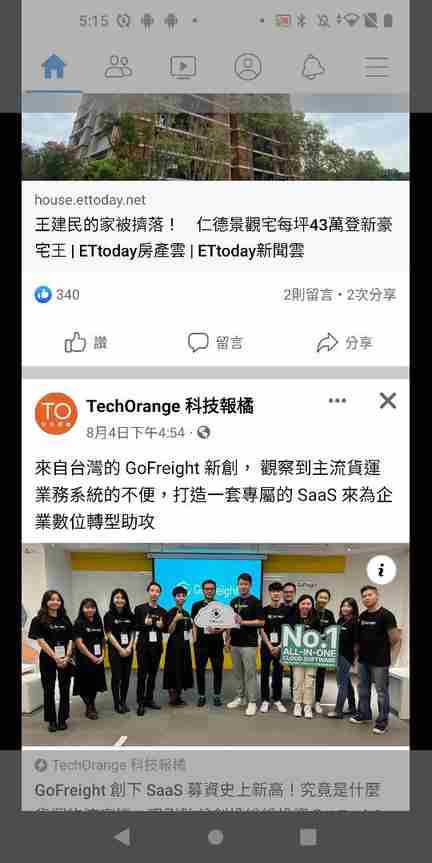 5:15
house.ettoday.net
王建民的家被擠落！ 仁德景觀宅每坪43萬登新豪
宅王 | ETtoday房產雲 | ETtoday新聞雲
340
2則留言・2次分享
讚
留言
分享
TO
TechOrange 科技報橘
8月4日下午4:54
來自台灣的 GoFreight 新創， 觀察到主流貨運
業務系統的不便，打造一套專屬的 SaaS 來為企
業數位轉型助攻
GoFreight
GoFreight
No.1
ALL-IN-ONE
CLOUD SOFTWARE
TechOrange 科技報橘
GoFreight 創下 SaaS 募資史上新高！究竟是什麼